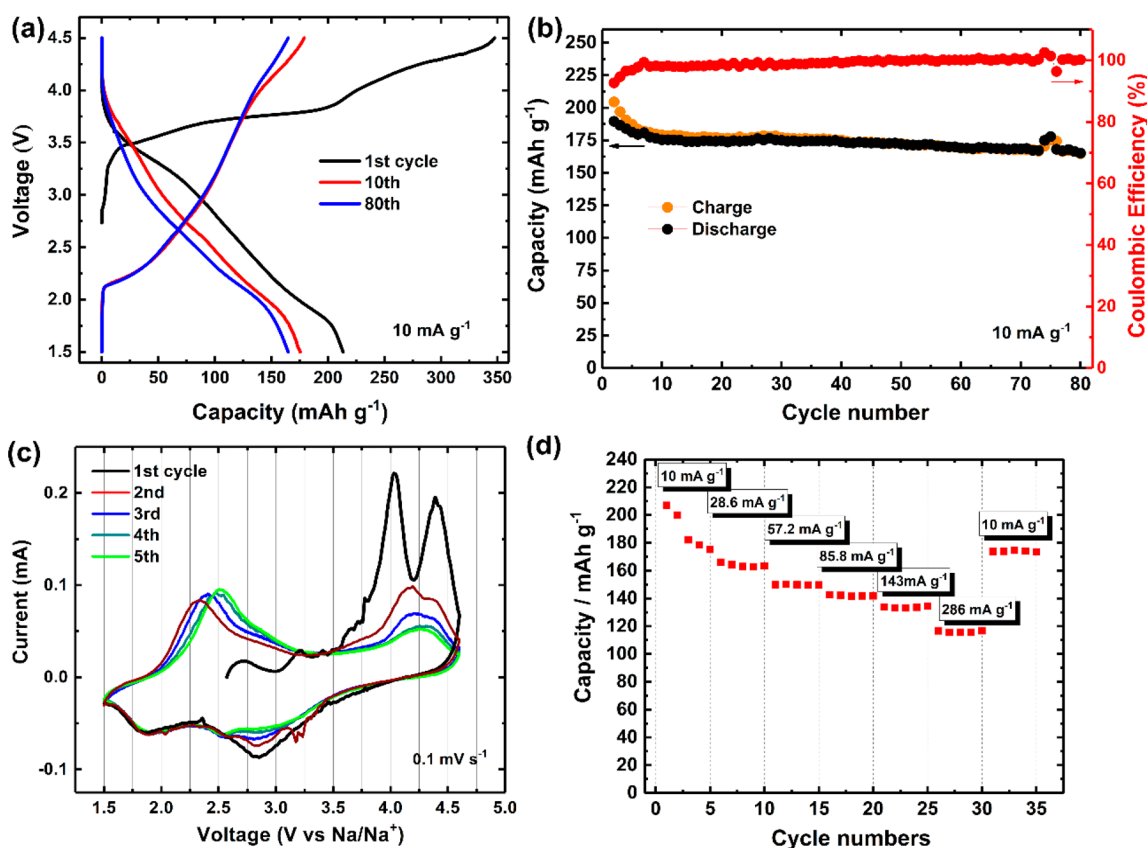 (a)
4.5
4.0
3.5
3.0
2.5
2.0
1.5
Voltage (V)
1st cycle
10th
80th
10 mA g⁻¹
0 50 100 150 200 250 300 350
Capacity (mAh g⁻¹)
(b)
250
225
200
175
150
125
100
75
50
25
0
Capacity (mAh g⁻¹)
Charge
Discharge
10 mA g⁻¹
100
80
60
40
20
0
Coulombic Efficiency (%)
0 10 20 30 40 50 60 70 80
Cycle number
(c)
1st cycle
2nd
3rd
4th
5th
0.2
0.1
0.0
-0.1
Current (mA)
0.1 mV s⁻¹
1.5 2.0 2.5 3.0 3.5 4.0 4.5 5.0
Voltage (V vs Na/Na⁺)
(d)
240
220
200
180
160
140
120
100
80
60
40
20
0
Capacity / mAh g⁻¹
10 mA g⁻¹
28.6 mA g⁻¹
57.2 mA g⁻¹
85.8 mA g⁻¹
143mA g⁻¹
286 mA g⁻¹
10 mA g⁻¹
0 5 10 15 20 25 30 35
Cycle numbers